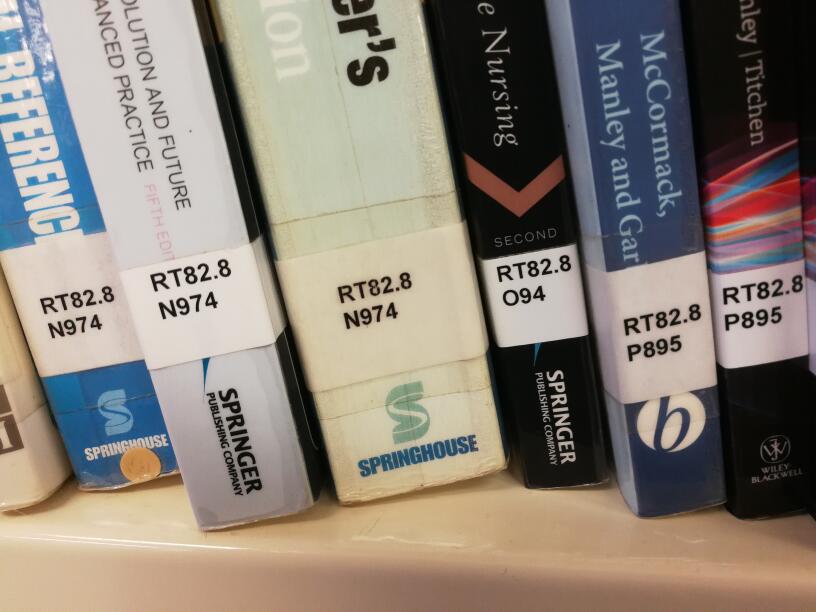 REFERENC
RT82.8
N974
SPRINGHOUSE
OLUTION AND FUTURE
ANCED PRACTICE
FIFTH EDIT
RT82.8
N974
SPRINGER
PUBLISHING COMPANY
er's
ion
RT82.8
N974
SPRINGHOUSE
e Nursing
SECOND
RT82.8
O94
SPRINGER
PUBLISHING COMPANY
McCormack,
Manley and Gar
RT82.8
P895
b
nley | Titchen
RT82.8
P895
WILEY
BLACKWELL